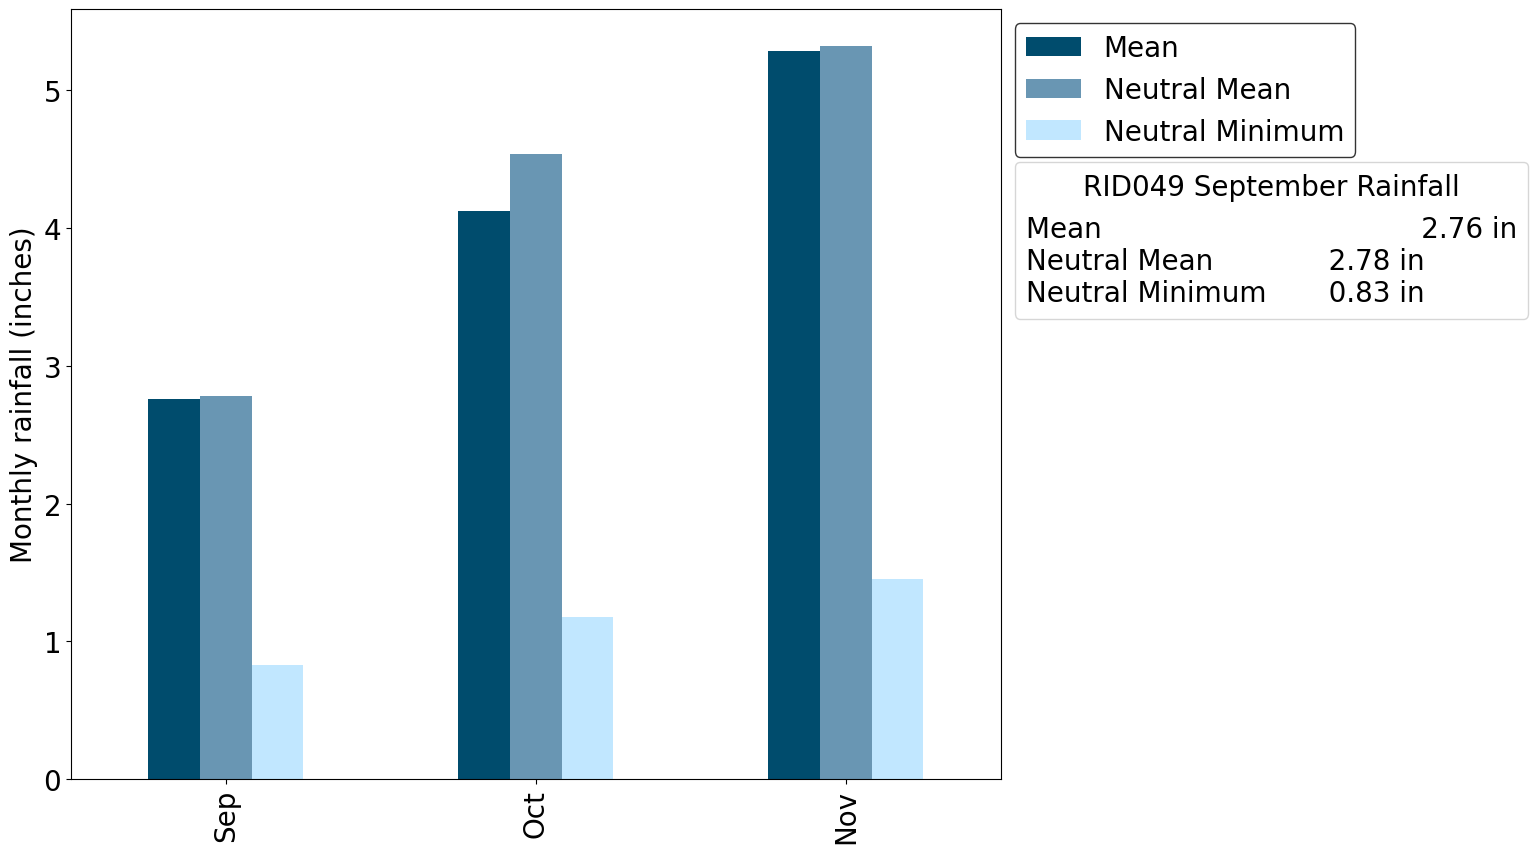 Monthly rainfall (inches)
5
4
3
2
1
0
Sep
Oct
Nov
Mean
Neutral Mean
Neutral Minimum
RID049 September Rainfall
Mean 2.76 in
Neutral Mean 2.78 in
Neutral Minimum 0.83 in